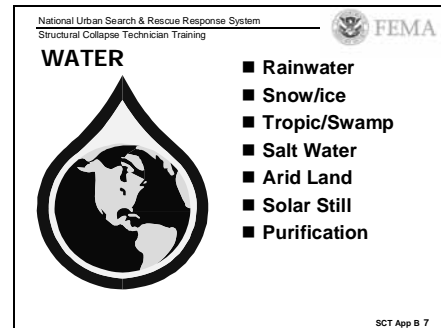 National Urban Search & Rescue Response System
Structural Collapse Technician Training
FEMA
WATER
■ Rainwater
■ Snow/ice
■ Tropic/Swamp
■ Salt Water
■ Arid Land
■ Solar Still
■ Purification
SCT App B 7